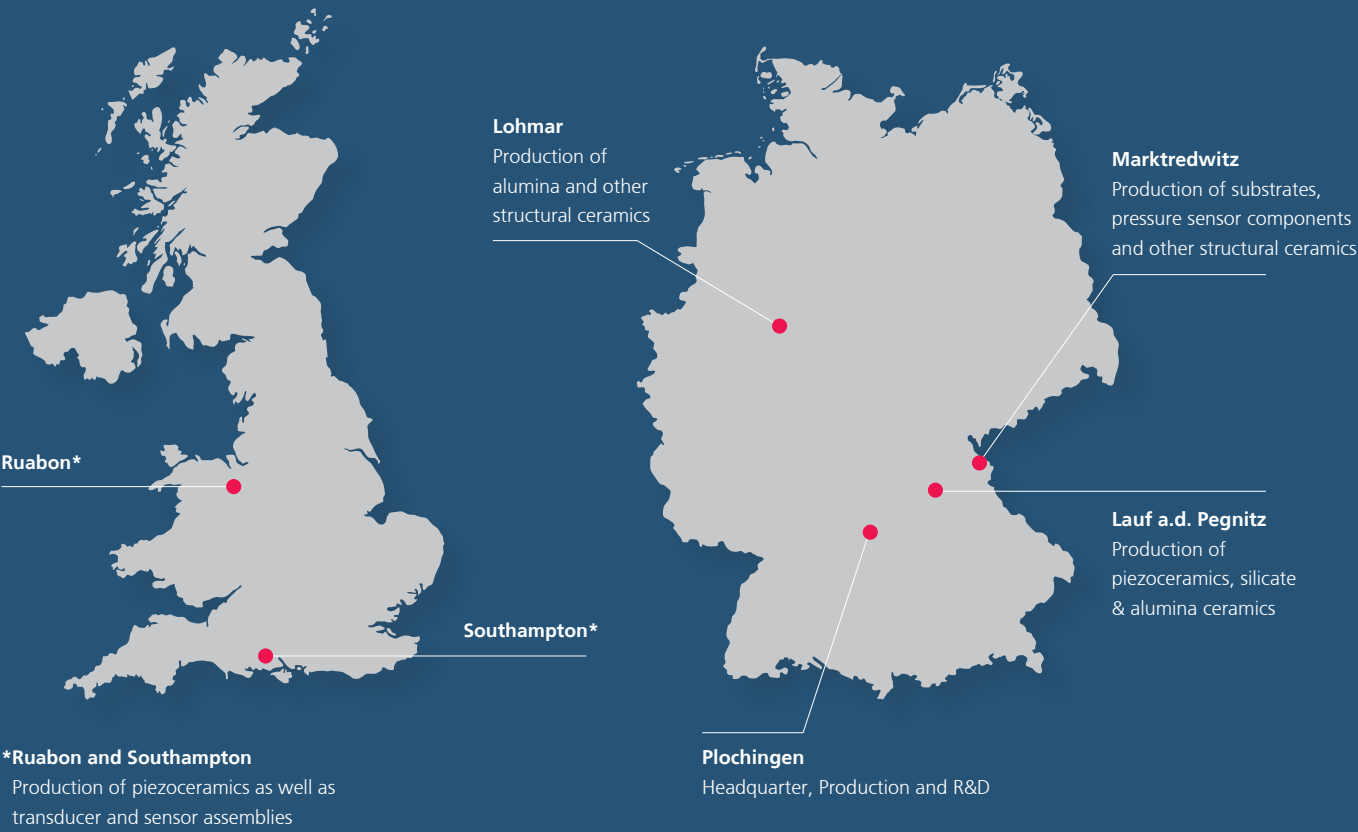 Lohmar
Production of
alumina and other
structural ceramics
Marktredwitz
Production of substrates,
pressure sensor components
and other structural ceramics
Ruabon*
Lauf a.d. Pegnitz
Production of
piezoceramics, silicate
& alumina ceramics
Southampton*
*Ruabon and Southampton
Production of piezoceramics as well as
transducer and sensor assemblies
Plochingen
Headquarter, Production and R&D